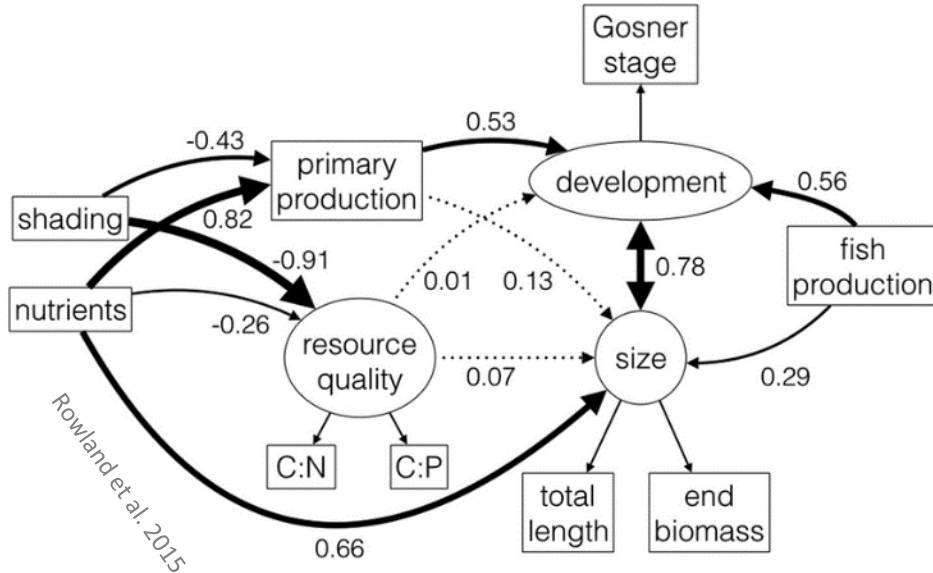 Gosner
stage
-0.43
0.53
primary
production
development
0.56
shading
0.82
-0.91
fish
production
nutrients
0.01
0.13
0.78
-0.26
resource
quality
0.07
size
0.29
C:N
C:P
total
length
end
biomass
0.66
Rowland et al. 2015